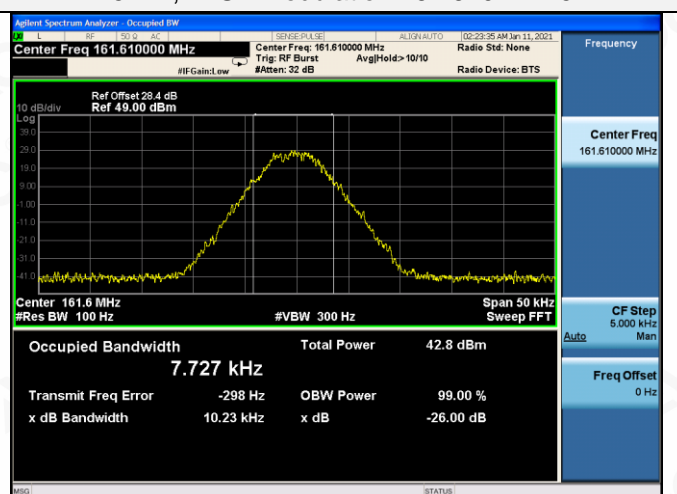 Agilent Spectrum Analyzer - Occupied BW
LXI L RF 50 Ω AC SENSE:PULSE ALIGN AUTO 02:23:35 AM Jan 11, 2021
Center Freq 161.610000 MHz
Center Freq: 161.610000 MHz Radio Std: None
Trig: RF Burst Avg|Hold:>10/10
#IFGain:Low #Atten: 32 dB Radio Device: BTS
Ref Offset 28.4 dB
10 dB/div Ref 49.00 dBm
Log
39.0
29.0
19.0
9.00
-1.00
-11.0
-21.0
-31.0
-41.0
Center 161.6 MHz Span 50 kHz
#Res BW 100 Hz #VBW 300 Hz Sweep FFT
Occupied Bandwidth Total Power 42.8 dBm
7.727 kHz
Transmit Freq Error -298 Hz OBW Power 99.00 %
x dB Bandwidth 10.23 kHz x dB -26.00 dB
MSG STATUS
Frequency
Center Freq
161.610000 MHz
CF Step
5.000 kHz
Auto Man
Freq Offset
0 Hz